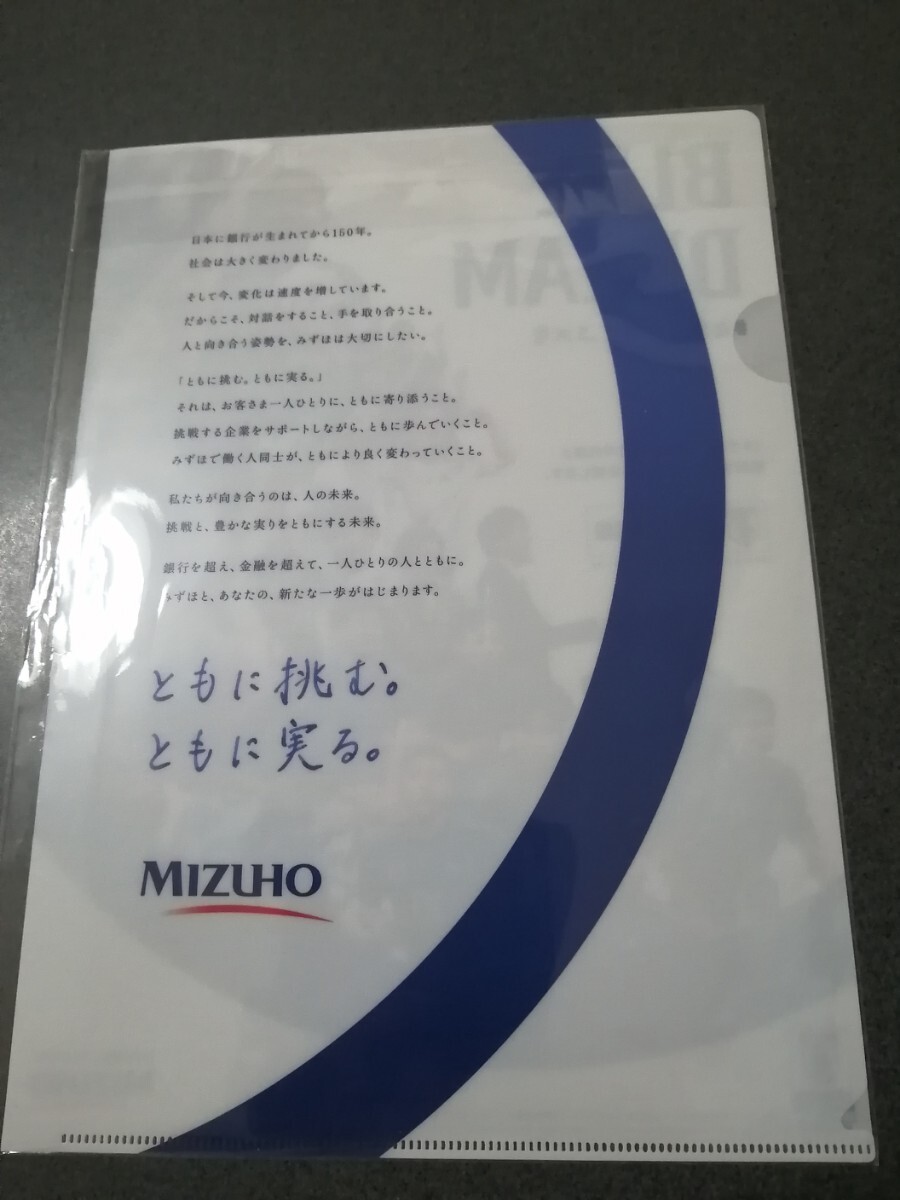 日本に銀行が生まれてから150年。
社会は大きく変わりました。
そして今、変化は速度を増しています。
だからこそ、対話をすること、手を取り合うこと。
人と向き合う姿勢を、みずほは大切にしたい。
「ともに挑む。ともに実る。」
それは、お客さま一人ひとりに、ともに寄り添うこと。
挑戦する企業をサポートしながら、ともに歩んでいくこと。
みずほで働く人同士が、ともにより良く変わっていくこと。
私たちが向き合うのは、人の未来。
挑戦と、豊かな実りをともにする未来。
銀行を超え、金融を超えて、一人ひとりの人とともに。
みずほと、あなたの、新たな一歩がはじまります。
ともに挑む。
ともに実る。
MIZUHO